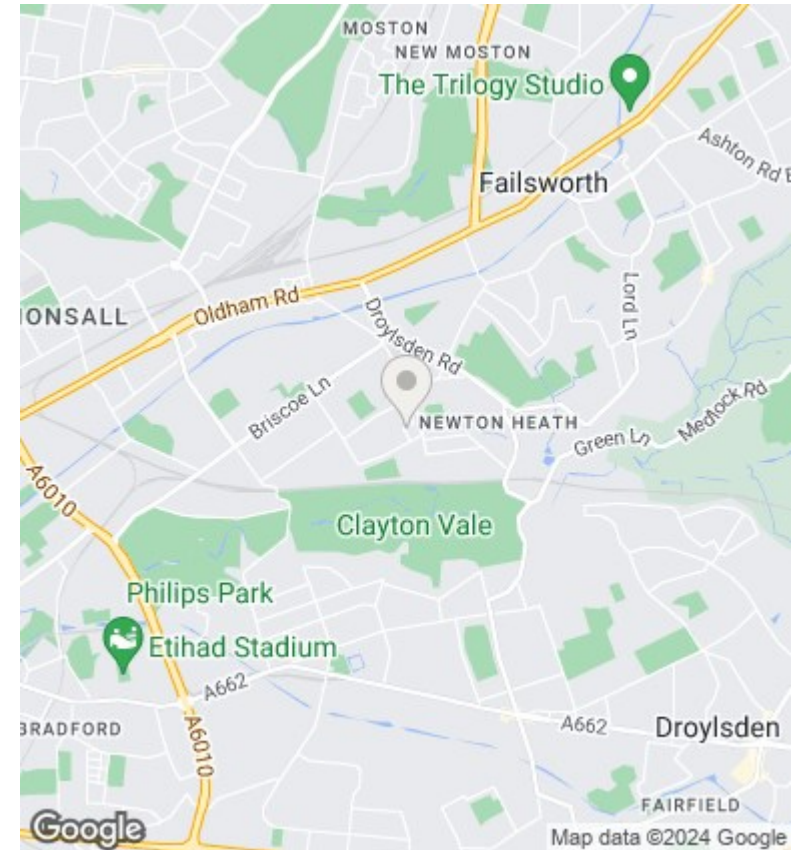 MOSTON
NEW MOSTON
The Trilogy Studio
Ashton Rd E
Failsworth
Lord Ln
IONSALL
Oldham Rd
Droylsden Rd
Briscoe Ln
NEWTON HEATH
Green Ln
Medlock Rd
A6010
Clayton Vale
Philips Park
Etihad Stadium
A662
BRADFORD
A6010
A662
Droylsden
FAIRFIELD
Google
Map data ©2024 Google